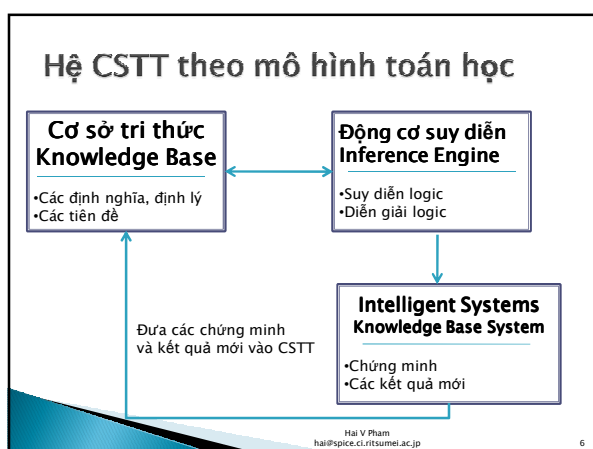 Hệ CSTT theo mô hình toán học
Cơ sở tri thức
Knowledge Base
•Các định nghĩa, định lý
•Các tiên đề
Động cơ suy diễn
Inference Engine
•Suy diễn logic
•Diễn giải logic
Intelligent Systems
Knowledge Base System
•Chứng minh
•Các kết quả mới
Đưa các chứng minh
và kết quả mới vào CSTT
Hai V Pham
hai@spice.ci.ritsumei.ac.jp
6